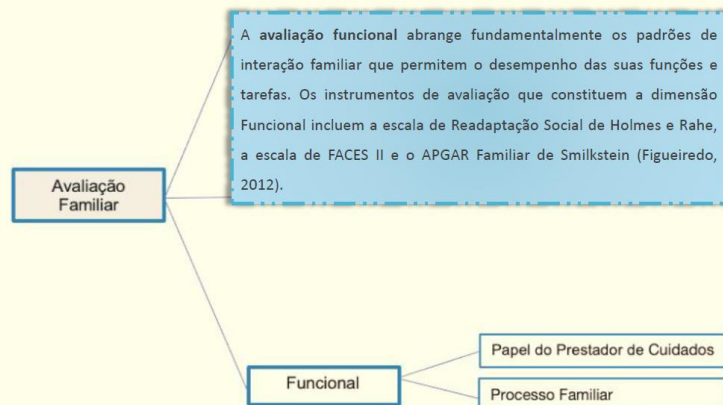 A avaliação funcional abrange fundamentalmente os padrões de
interação familiar que permitem o desempenho das suas funções e
tarefas. Os instrumentos de avaliação que constituem a dimensão
Funcional incluem a escala de Readaptação Social de Holmes e Rahe,
a escala de FACES II e o APGAR Familiar de Smilkstein (Figueiredo,
2012).
Avaliação
Familiar
Funcional
Papel do Prestador de Cuidados
Processo Familiar